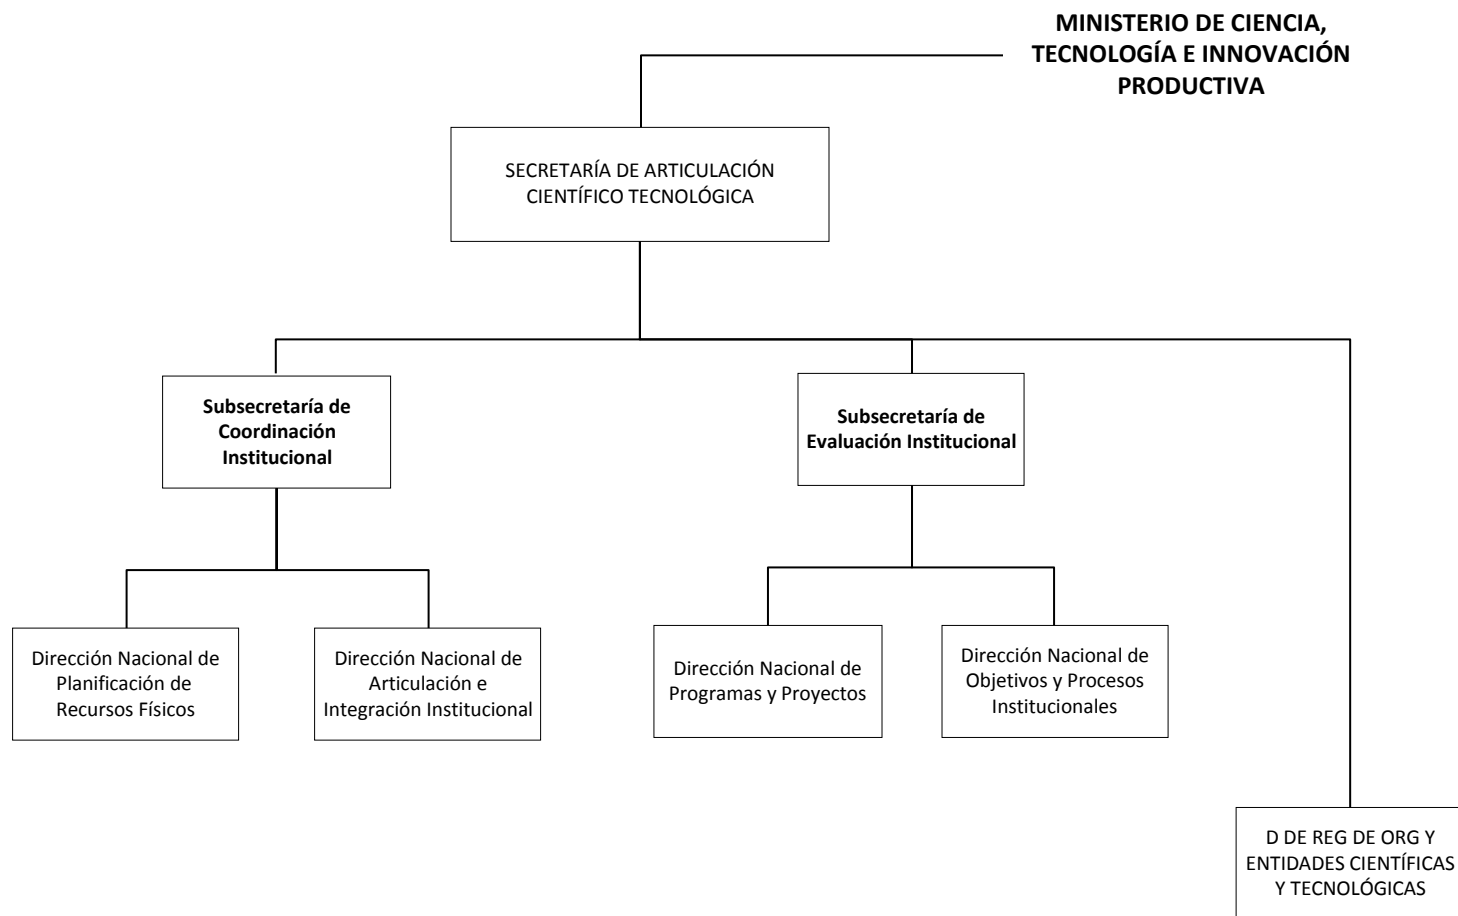 MINISTERIO DE CIENCIA,
TECNOLOGÍA E INNOVACIÓN
PRODUCTIVA
SECRETARÍA DE ARTICULACIÓN
CIENTÍFICO TECNOLÓGICA
Subsecretaría de
Coordinación
Institucional
Subsecretaría de
Evaluación Institucional
Dirección Nacional de
Planificación de
Recursos Físicos
Dirección Nacional de
Articulación e
Integración Institucional
Dirección Nacional de
Programas y Proyectos
Dirección Nacional de
Objetivos y Procesos
Institucionales
D DE REG DE ORG Y
ENTIDADES CIENTÍFICAS
Y TECNOLÓGICAS